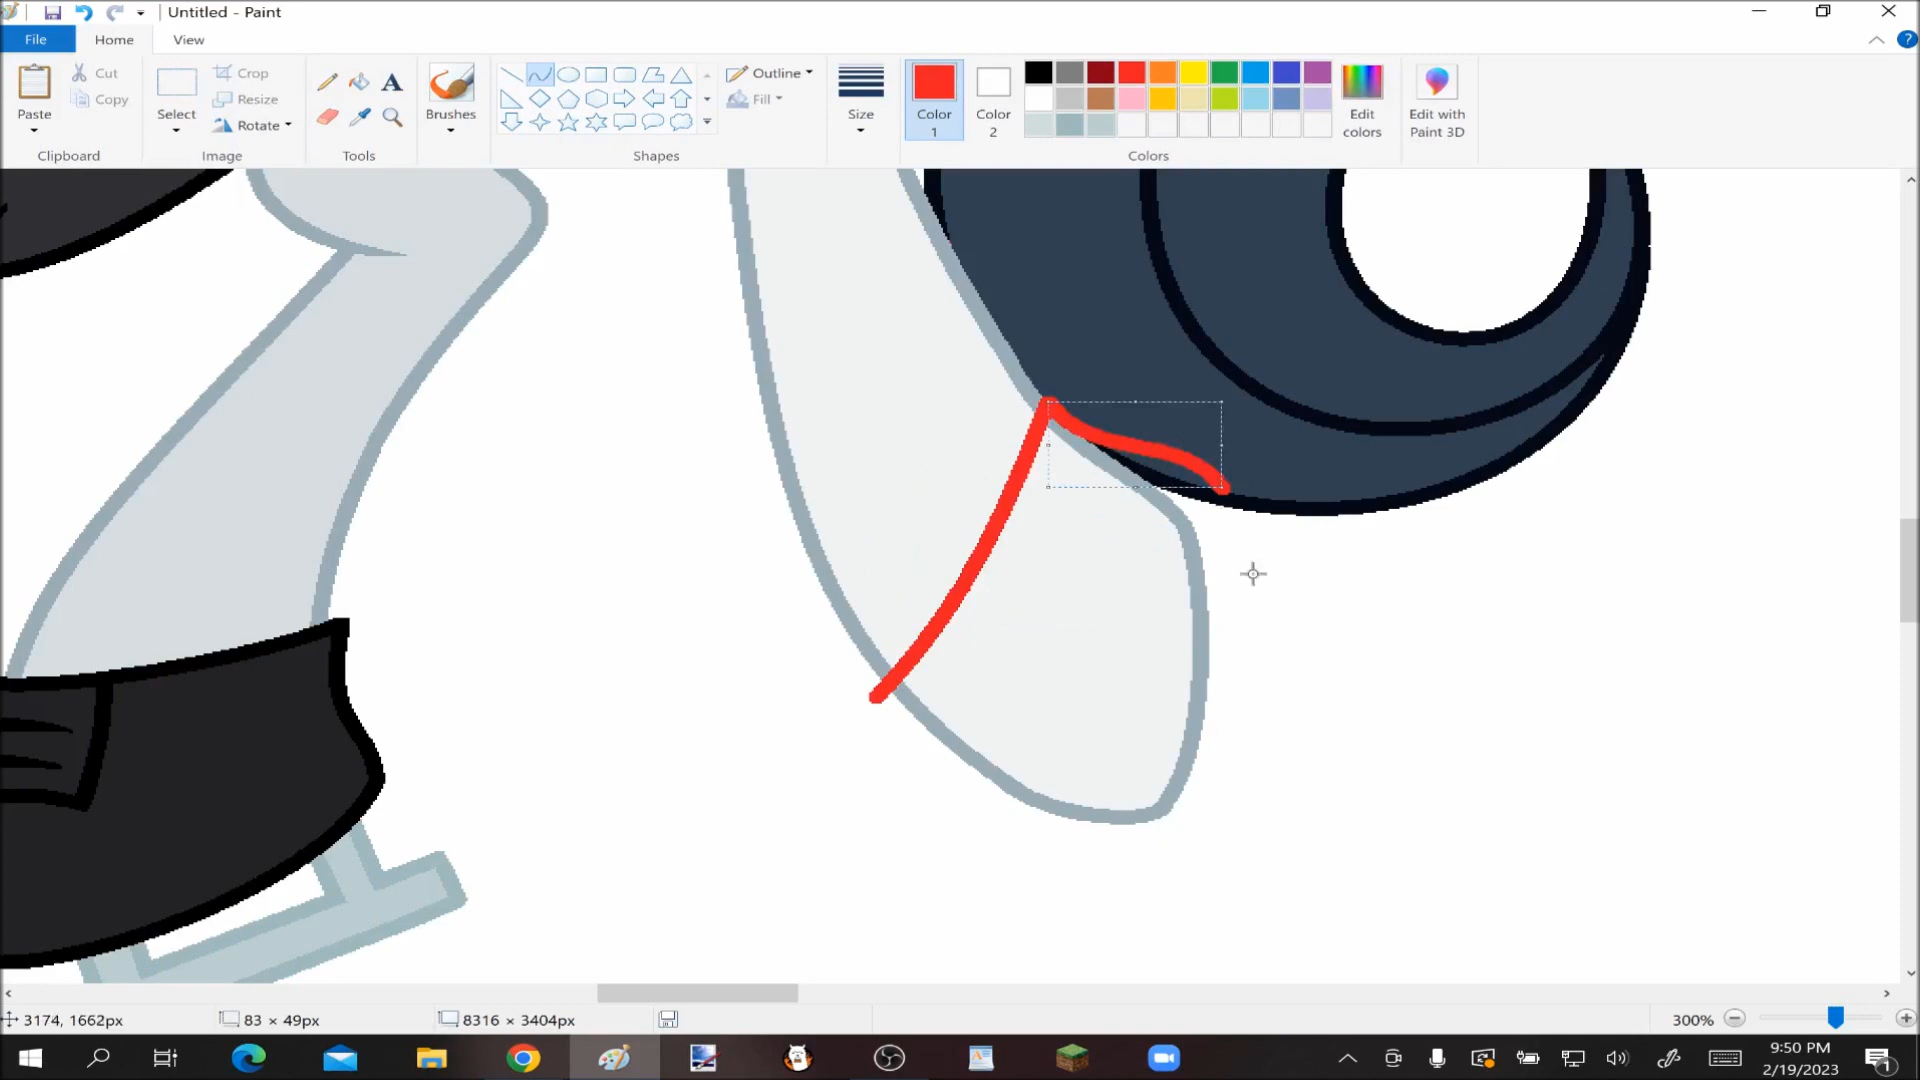 Untitled - Paint
File Home View
Paste
Cut
Copy
Clipboard
Select
Crop
Resize
Rotate
Image
A
Tools
Brushes
Shapes
Outline
Fill
Size
Color 1
Color 2
Colors
Edit colors
Edit with Paint 3D
?
3174, 1662px
83 × 49px
8316 × 3404px
300%
9:50 PM
2/19/2023
1